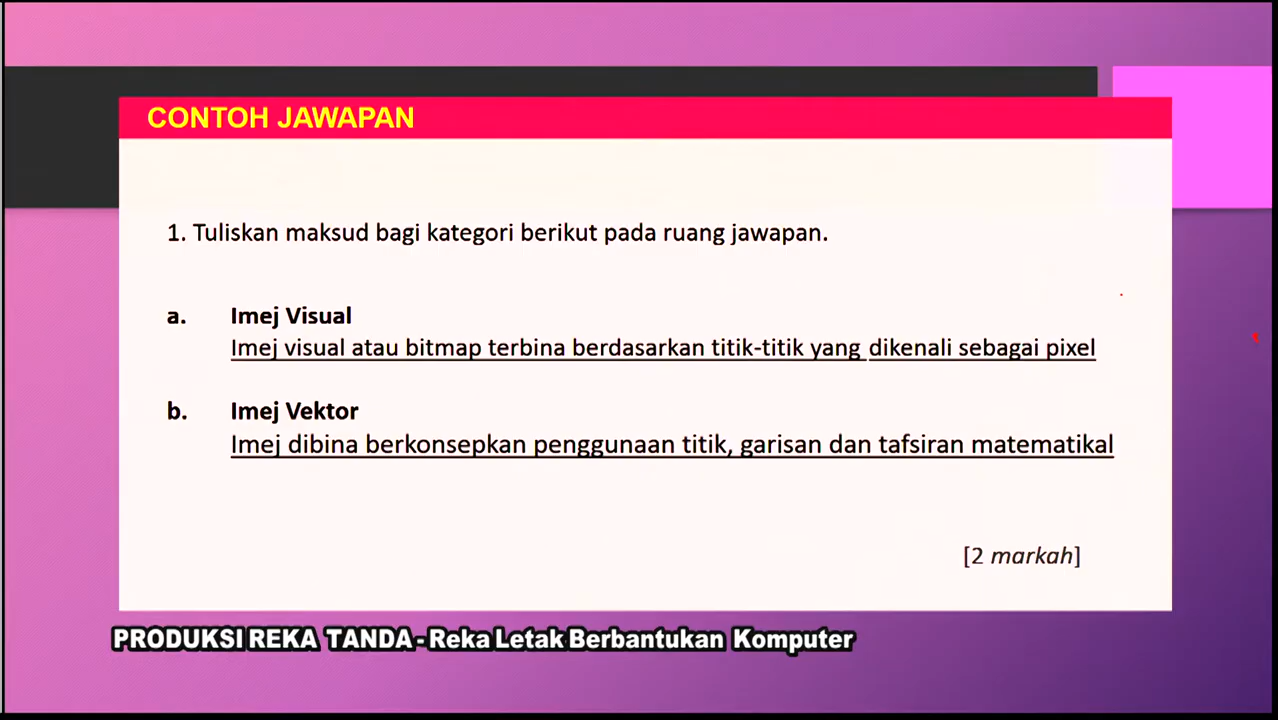 CONTOH JAWAPAN
1. Tuliskan maksud bagi kategori berikut pada ruang jawapan.
a. Imej Visual
Imej visual atau bitmap terbina berdasarkan titik-titik yang dikenali sebagai pixel
b. Imej Vektor
Imej dibina berkonsepkan penggunaan titik, garisan dan tafsiran matematikal
[2 markah]
PRODUKSI REKA TANDA - Reka Letak Berbantukan Komputer